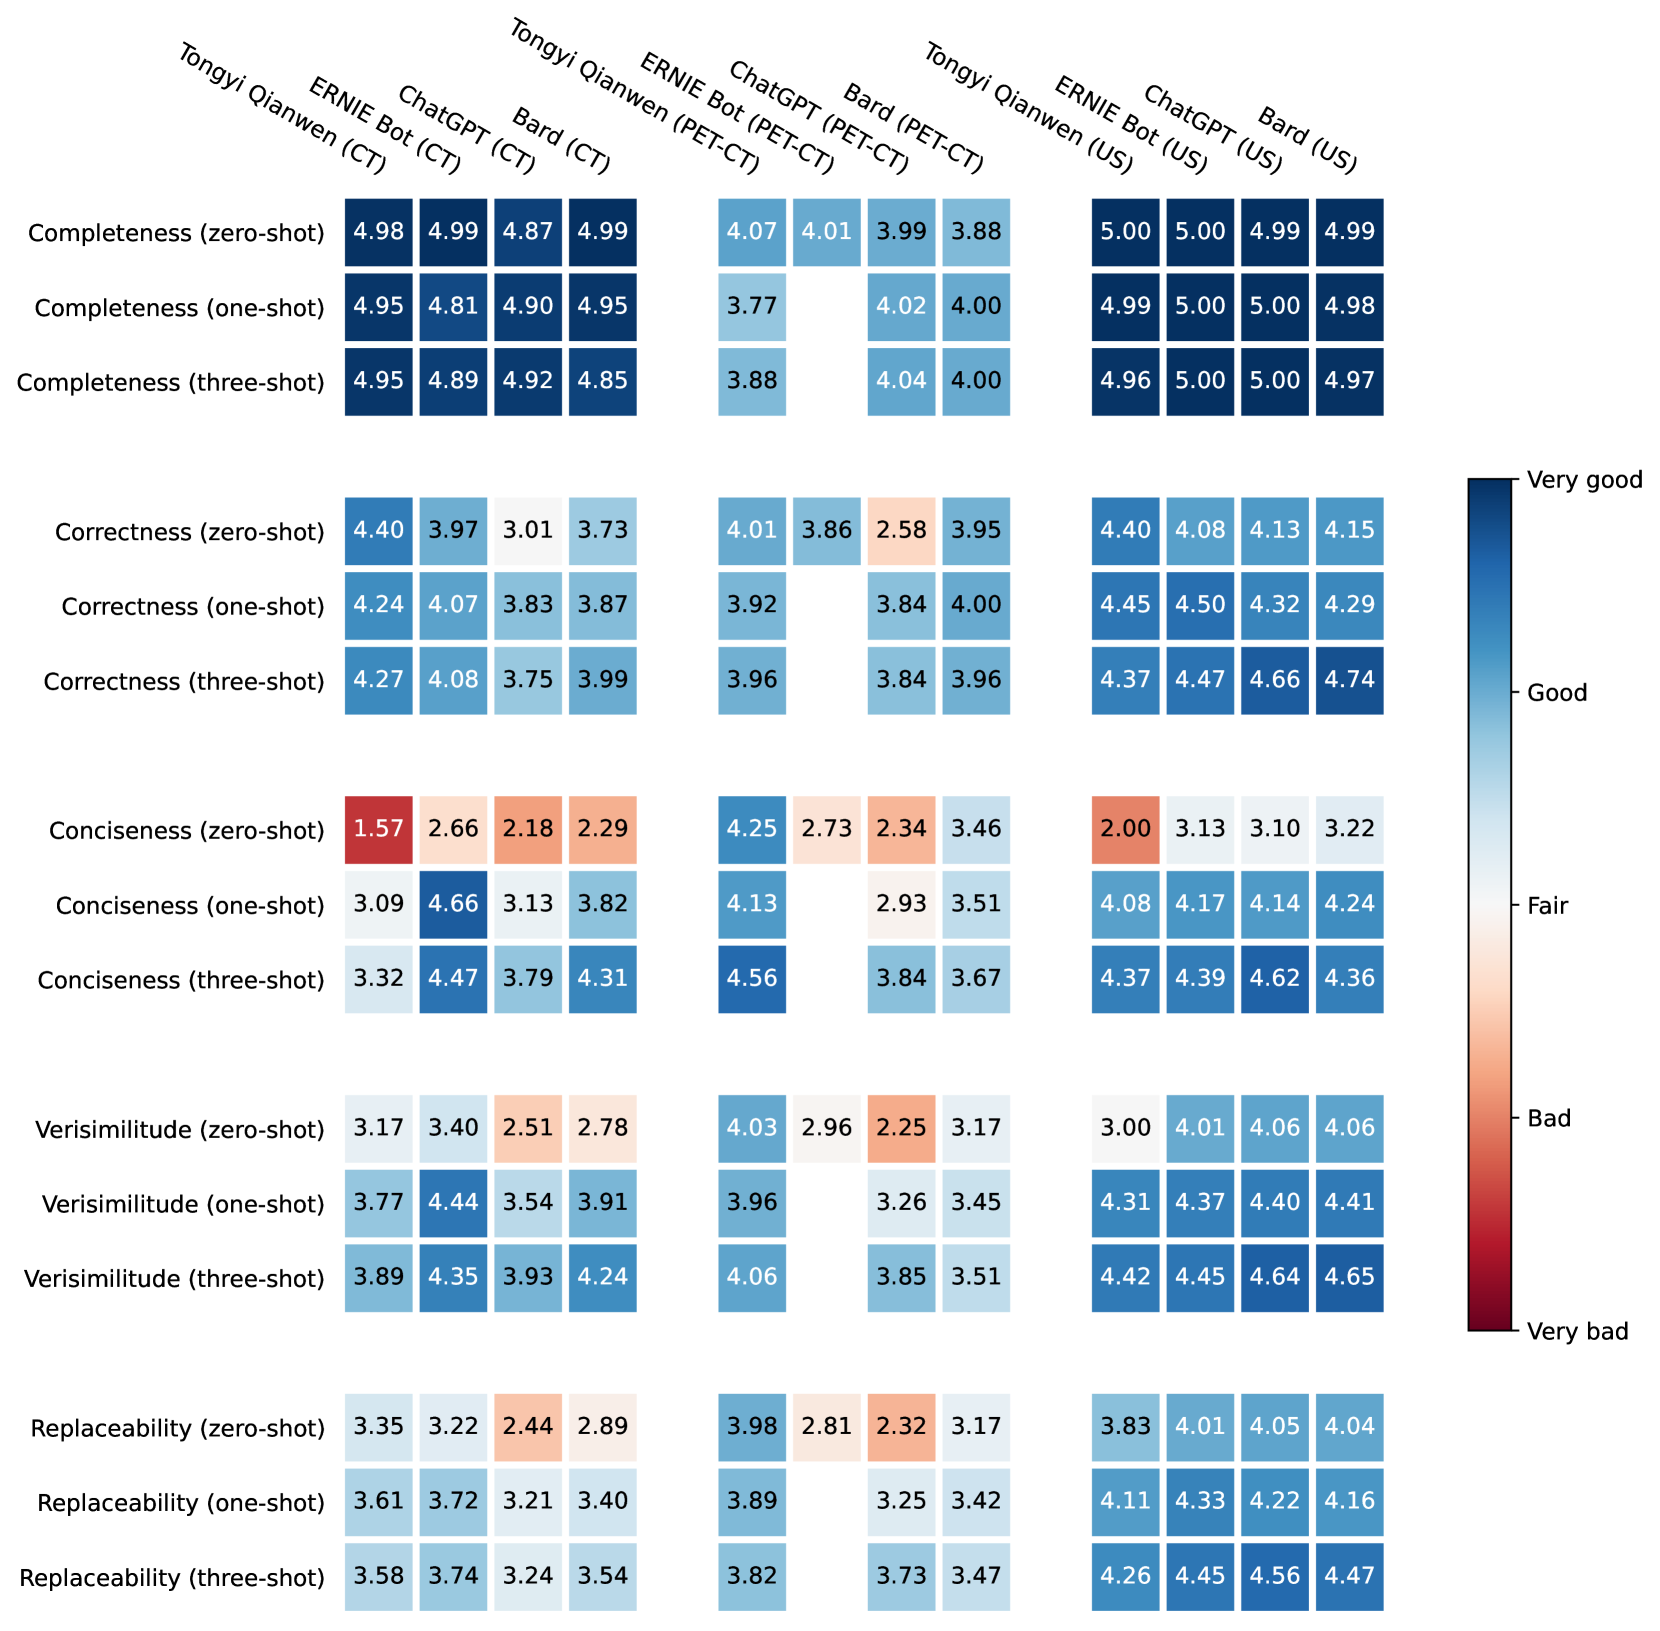 Tongyi Qianwen (CT)
ERNIE Bot (CT)
ChatGPT (CT)
Bard (CT)
Tongyi Qianwen (PET-CT)
ERNIE Bot (PET-CT)
ChatGPT (PET-CT)
Bard (PET-CT)
Tongyi Qianwen (US)
ERNIE Bot (US)
ChatGPT (US)
Bard (US)
Completeness (zero-shot) 4.98 4.99 4.87 4.99 4.07 4.01 3.99 3.88 5.00 5.00 4.99 4.99
Completeness (one-shot) 4.95 4.81 4.90 4.95 3.77 4.02 4.00 4.99 5.00 5.00 4.98
Completeness (three-shot) 4.95 4.89 4.92 4.85 3.88 4.04 4.00 4.96 5.00 5.00 4.97
Correctness (zero-shot) 4.40 3.97 3.01 3.73 4.01 3.86 2.58 3.95 4.40 4.08 4.13 4.15
Correctness (one-shot) 4.24 4.07 3.83 3.87 3.92 3.84 4.00 4.45 4.50 4.32 4.29
Correctness (three-shot) 4.27 4.08 3.75 3.99 3.96 3.84 3.96 4.37 4.47 4.66 4.74
Conciseness (zero-shot) 1.57 2.66 2.18 2.29 4.25 2.73 2.34 3.46 2.00 3.13 3.10 3.22
Conciseness (one-shot) 3.09 4.66 3.13 3.82 4.13 2.93 3.51 4.08 4.17 4.14 4.24
Conciseness (three-shot) 3.32 4.47 3.79 4.31 4.56 3.84 3.67 4.37 4.39 4.62 4.36
Verisimilitude (zero-shot) 3.17 3.40 2.51 2.78 4.03 2.96 2.25 3.17 3.00 4.01 4.06 4.06
Verisimilitude (one-shot) 3.77 4.44 3.54 3.91 3.96 3.26 3.45 4.31 4.37 4.40 4.41
Verisimilitude (three-shot) 3.89 4.35 3.93 4.24 4.06 3.85 3.51 4.42 4.45 4.64 4.65
Replaceability (zero-shot) 3.35 3.22 2.44 2.89 3.98 2.81 2.32 3.17 3.83 4.01 4.05 4.04
Replaceability (one-shot) 3.61 3.72 3.21 3.40 3.89 3.25 3.42 4.11 4.33 4.22 4.16
Replaceability (three-shot) 3.58 3.74 3.24 3.54 3.82 3.73 3.47 4.26 4.45 4.56 4.47
Very good
Good
Fair
Bad
Very bad